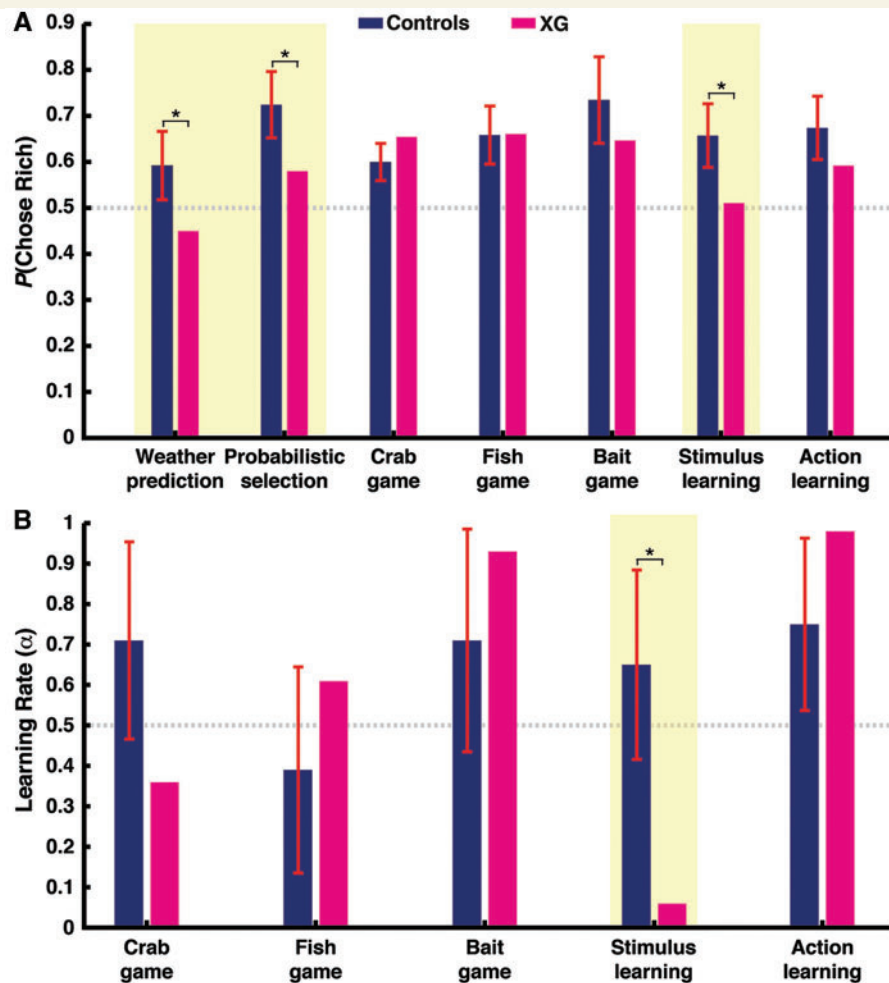 A
Controls XG
0.9
0.8
0.7
0.6
0.5
0.4
0.3
0.2
0.1
0
P(Chose Rich)
* * *
Weather prediction
Probabilistic selection
Crab game
Fish game
Bait game
Stimulus learning
Action learning
B
1
0.9
0.8
0.7
0.6
0.5
0.4
0.3
0.2
0.1
0
Learning Rate (α)
*
Crab game
Fish game
Bait game
Stimulus learning
Action learning